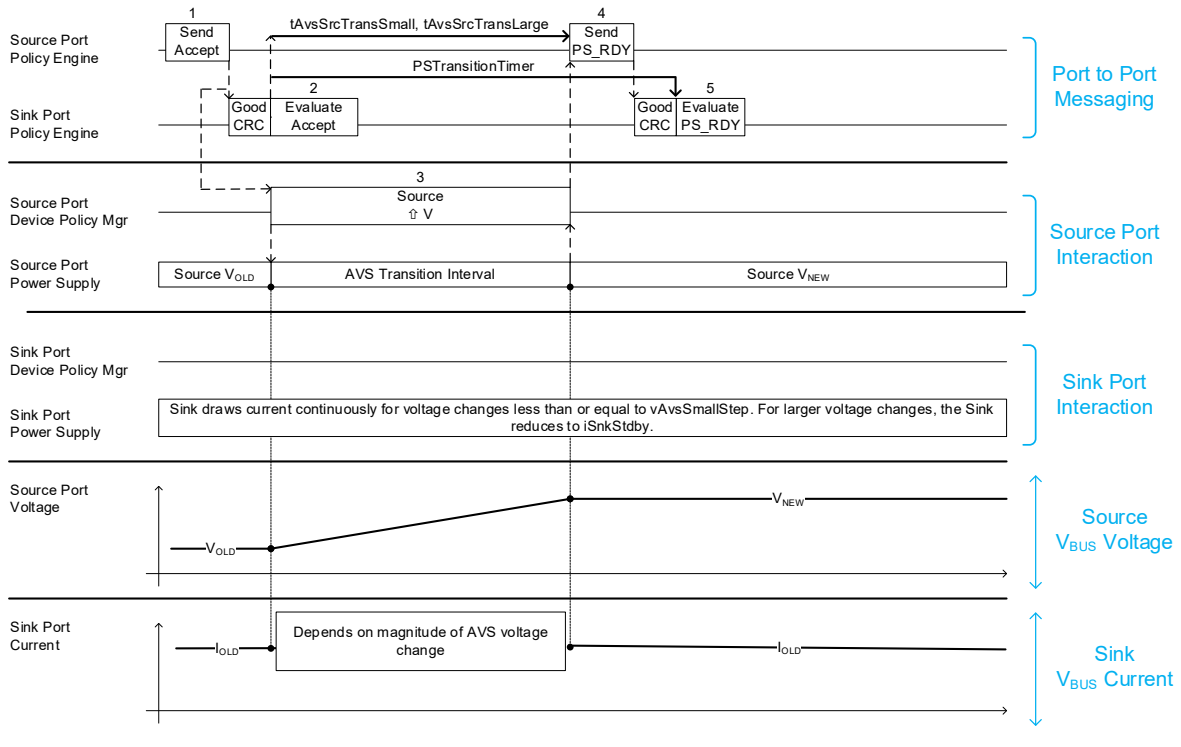 1
Send
Accept
tAvsSrcTransSmall, tAvsSrcTransLarge
4
Send
PS_RDY
Source Port
Policy Engine
PSTransitionTimer
2
5
Good
CRC
Evaluate
Accept
Good
CRC
Evaluate
PS_RDY
Sink Port
Policy Engine
Port to Port
Messaging
3
Source
⇧ V
Source Port
Device Policy Mgr
Source Port
Power Supply
Source VOLD
AVS Transition Interval
Source VNEW
Source Port
Interaction
Sink Port
Device Policy Mgr
Sink Port
Power Supply
Sink draws current continuously for voltage changes less than or equal to vAvsSmallStep. For larger voltage changes, the Sink
reduces to iSnkStdby.
Sink Port
Interaction
Source Port
Voltage
VOLD
VNEW
Source
VBUS Voltage
Sink Port
Current
IOLD
Depends on magnitude of AVS voltage
change
IOLD
Sink
VBUS Current